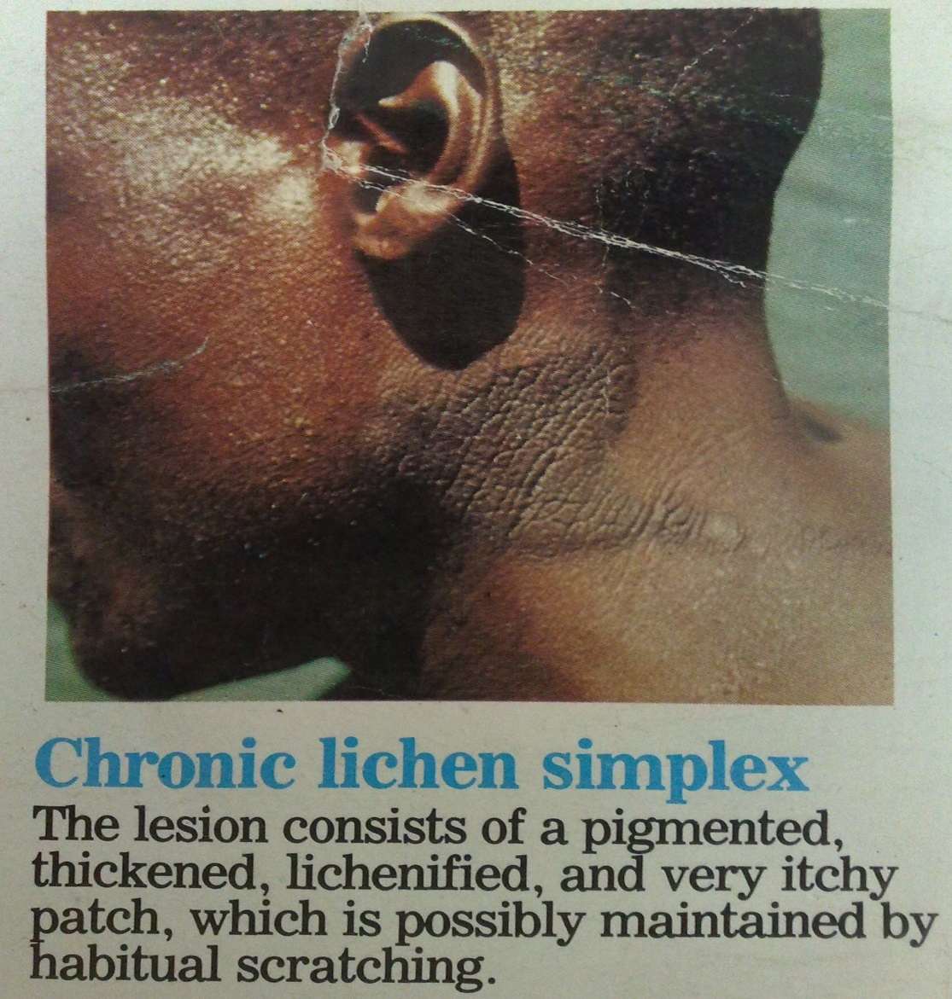 Chronic lichen simplex
The lesion consists of a pigmented,
thickened, lichenified, and very itchy
patch, which is possibly maintained by
habitual scratching.